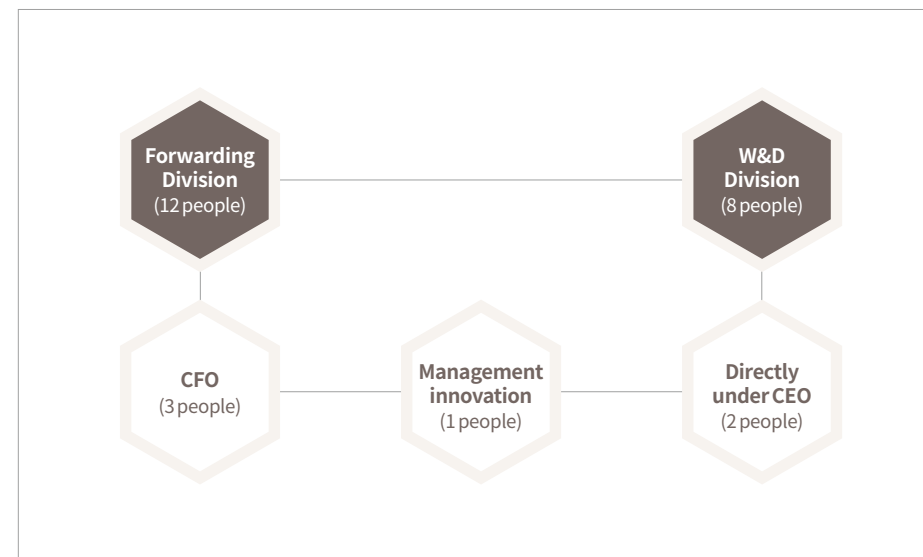 Forwarding
Division
(12 people)
W&D
Division
(8 people)
CFO
(3 people)
Management
innovation
(1 people)
Directly
under CEO
(2 people)